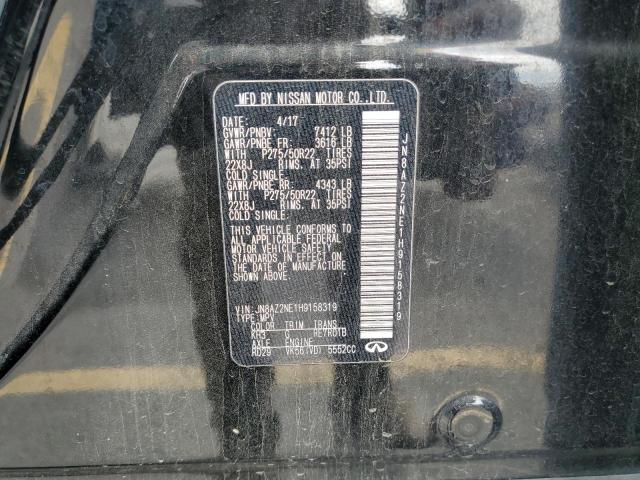 MFD BY NISSAN MOTOR CO.,LTD.
DATE: 4/17
GVWR/PNBV: 7412 LB
GAWR/PNBE FR: 3616 LB
WITH P275/50R22 TIRES
22X8J RIMS, AT 35PSI
COLD SINGLE.
GAWR/PNBE RR: 4343 LB
WITH P275/50R22 TIRES
22X8J RIMS, AT 35PSI
COLD SINGLE.
THIS VEHICLE CONFORMS TO
ALL APPLICABLE FEDERAL
MOTOR VEHICLE SAFETY
STANDARDS IN EFFECT ON
THE DATE OF MANUFACTURE
SHOWN ABOVE.
VIN: JN8AZ2NE1H9158319
TYPE: MPV
COLOR TRIM TRANS
KH3 RE7R01B
AXLE ENGINE
RD29 VK56(VD) 5552CC
INFINITI
JN8AZ2NE1H9158319